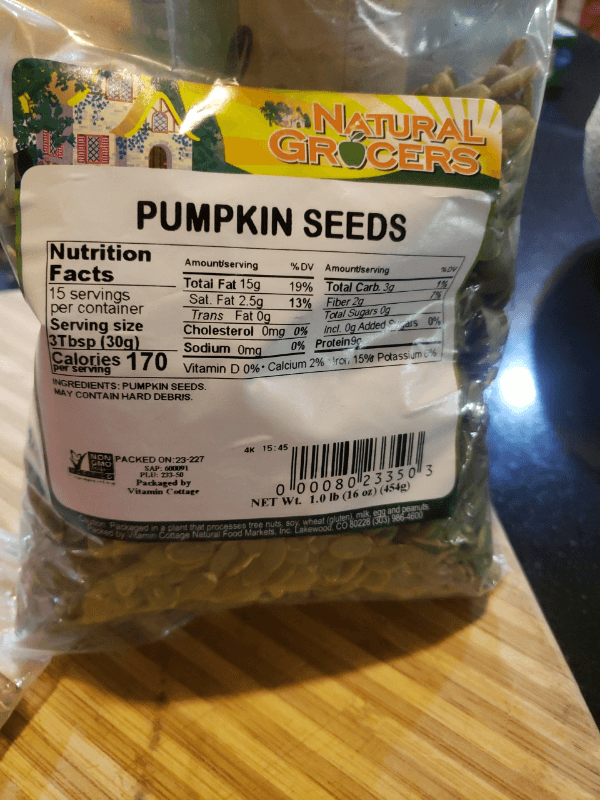 NATURAL
GROCERS
PUMPKIN SEEDS
Nutrition
Facts
15 servings
per container
Serving size
3Tbsp (30g)
Calories 170
per serving
Amount/serving %DV
Total Fat 15g 19%
Sat. Fat 2.5g 13%
Trans Fat 0g
Cholesterol 0mg 0%
Sodium 0mg 0%
Amount/serving %DV
Total Carb. 3g 1%
Fiber 2g 7%
Total Sugars 0g
Incl. 0g Added Sugars 0%
Protein 9g
Vitamin D 0% • Calcium 2% • Iron 15% • Potassium 6%
INGREDIENTS: PUMPKIN SEEDS.
MAY CONTAIN HARD DEBRIS.
NON
GMO
PACKED ON:23-227
SAP: 600091
PLU: 233-50
Packaged by
Vitamin Cottage
4K 15:45
0 00080 23350 3
NET Wt. 1.0 lb (16 oz) (454g)
Caution: Packaged in a plant that processes tree nuts, soy, wheat (gluten), milk, egg and peanuts.
Packed by Vitamin Cottage Natural Food Markets, Inc. Lakewood, CO 80228 (303) 986-4600